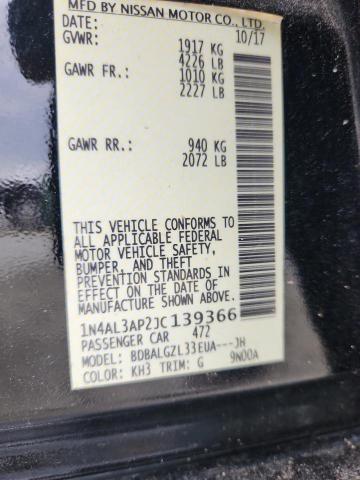 MFD BY NISSAN MOTOR CO., LTD.
DATE: 10/17
GVWR: 1917 KG
4226 LB
GAWR FR.: 1010 KG
2227 LB
GAWR RR.: 940 KG
2072 LB
THIS VEHICLE CONFORMS TO
ALL APPLICABLE FEDERAL
MOTOR VEHICLE SAFETY,
BUMPER, AND THEFT
PREVENTION STANDARDS IN
EFFECT ON THE DATE OF
MANUFACTURE SHOWN ABOVE.
1N4AL3AP2JC139366
PASSENGER CAR 472
MODEL: BDBALGZL33EUA---JH
COLOR: KH3 TRIM: G 9N00A